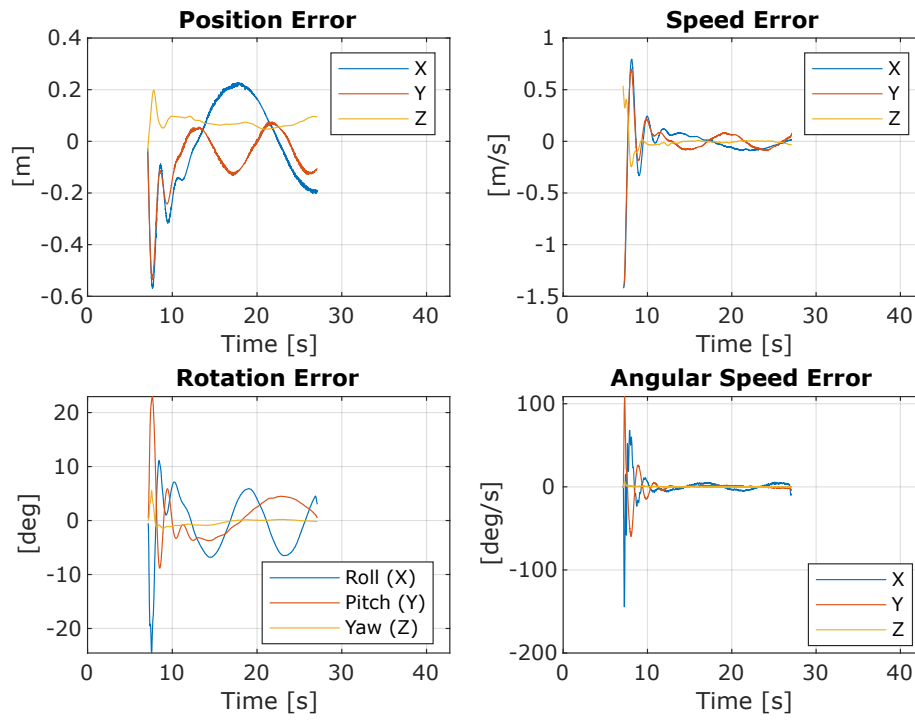 Position Error
0.4
0.2
0
-0.2
-0.4
-0.6
[m]
X
Y
Z
0
10
20
30
40
Time [s]
Speed Error
1
0.5
0
-0.5
-1
-1.5
[m/s]
X
Y
Z
0
10
20
30
40
Time [s]
Rotation Error
20
10
0
-10
-20
[deg]
Roll (X)
Pitch (Y)
Yaw (Z)
0
10
20
30
40
Time [s]
Angular Speed Error
100
0
-100
-200
[deg/s]
X
Y
Z
0
10
20
30
40
Time [s]